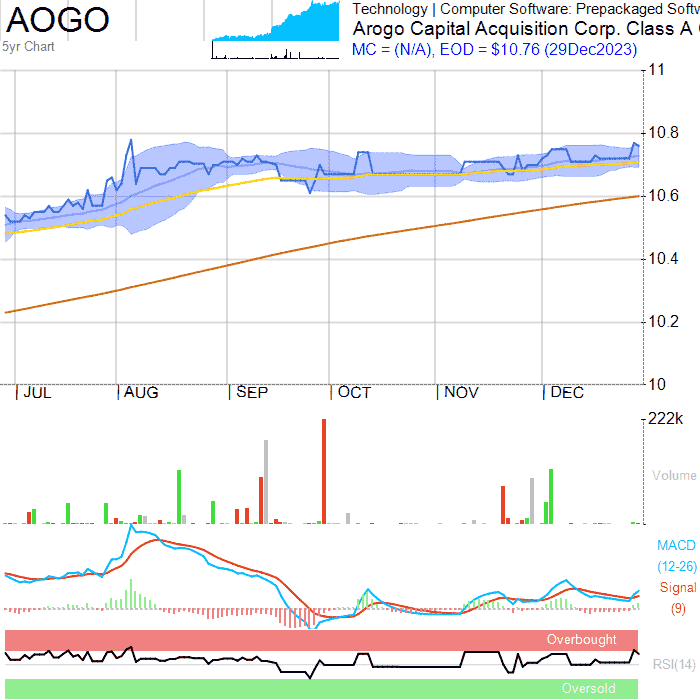 AOGO
5yr Chart
Technology | Computer Software: Prepackaged Softw
Arogo Capital Acquisition Corp. Class A
MC = (N/A), EOD = $10.76 (29Dec2023)
11
10.8
10.6
10.4
10.2
10
JUL
AUG
SEP
OCT
NOV
DEC
222k
Volume
MACD
(12-26)
Signal
(9)
Overbought
RSI(14)
Oversold